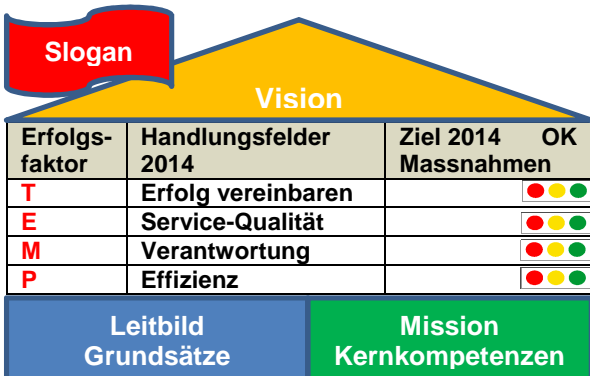 Slogan
Vision
Erfolgs- Handlungsfelder Ziel 2014 OK
faktor 2014 Massnahmen
T Erfolg vereinbaren
E Service-Qualität
M Verantwortung
P Effizienz
Leitbild Mission
Grundsätze Kernkompetenzen